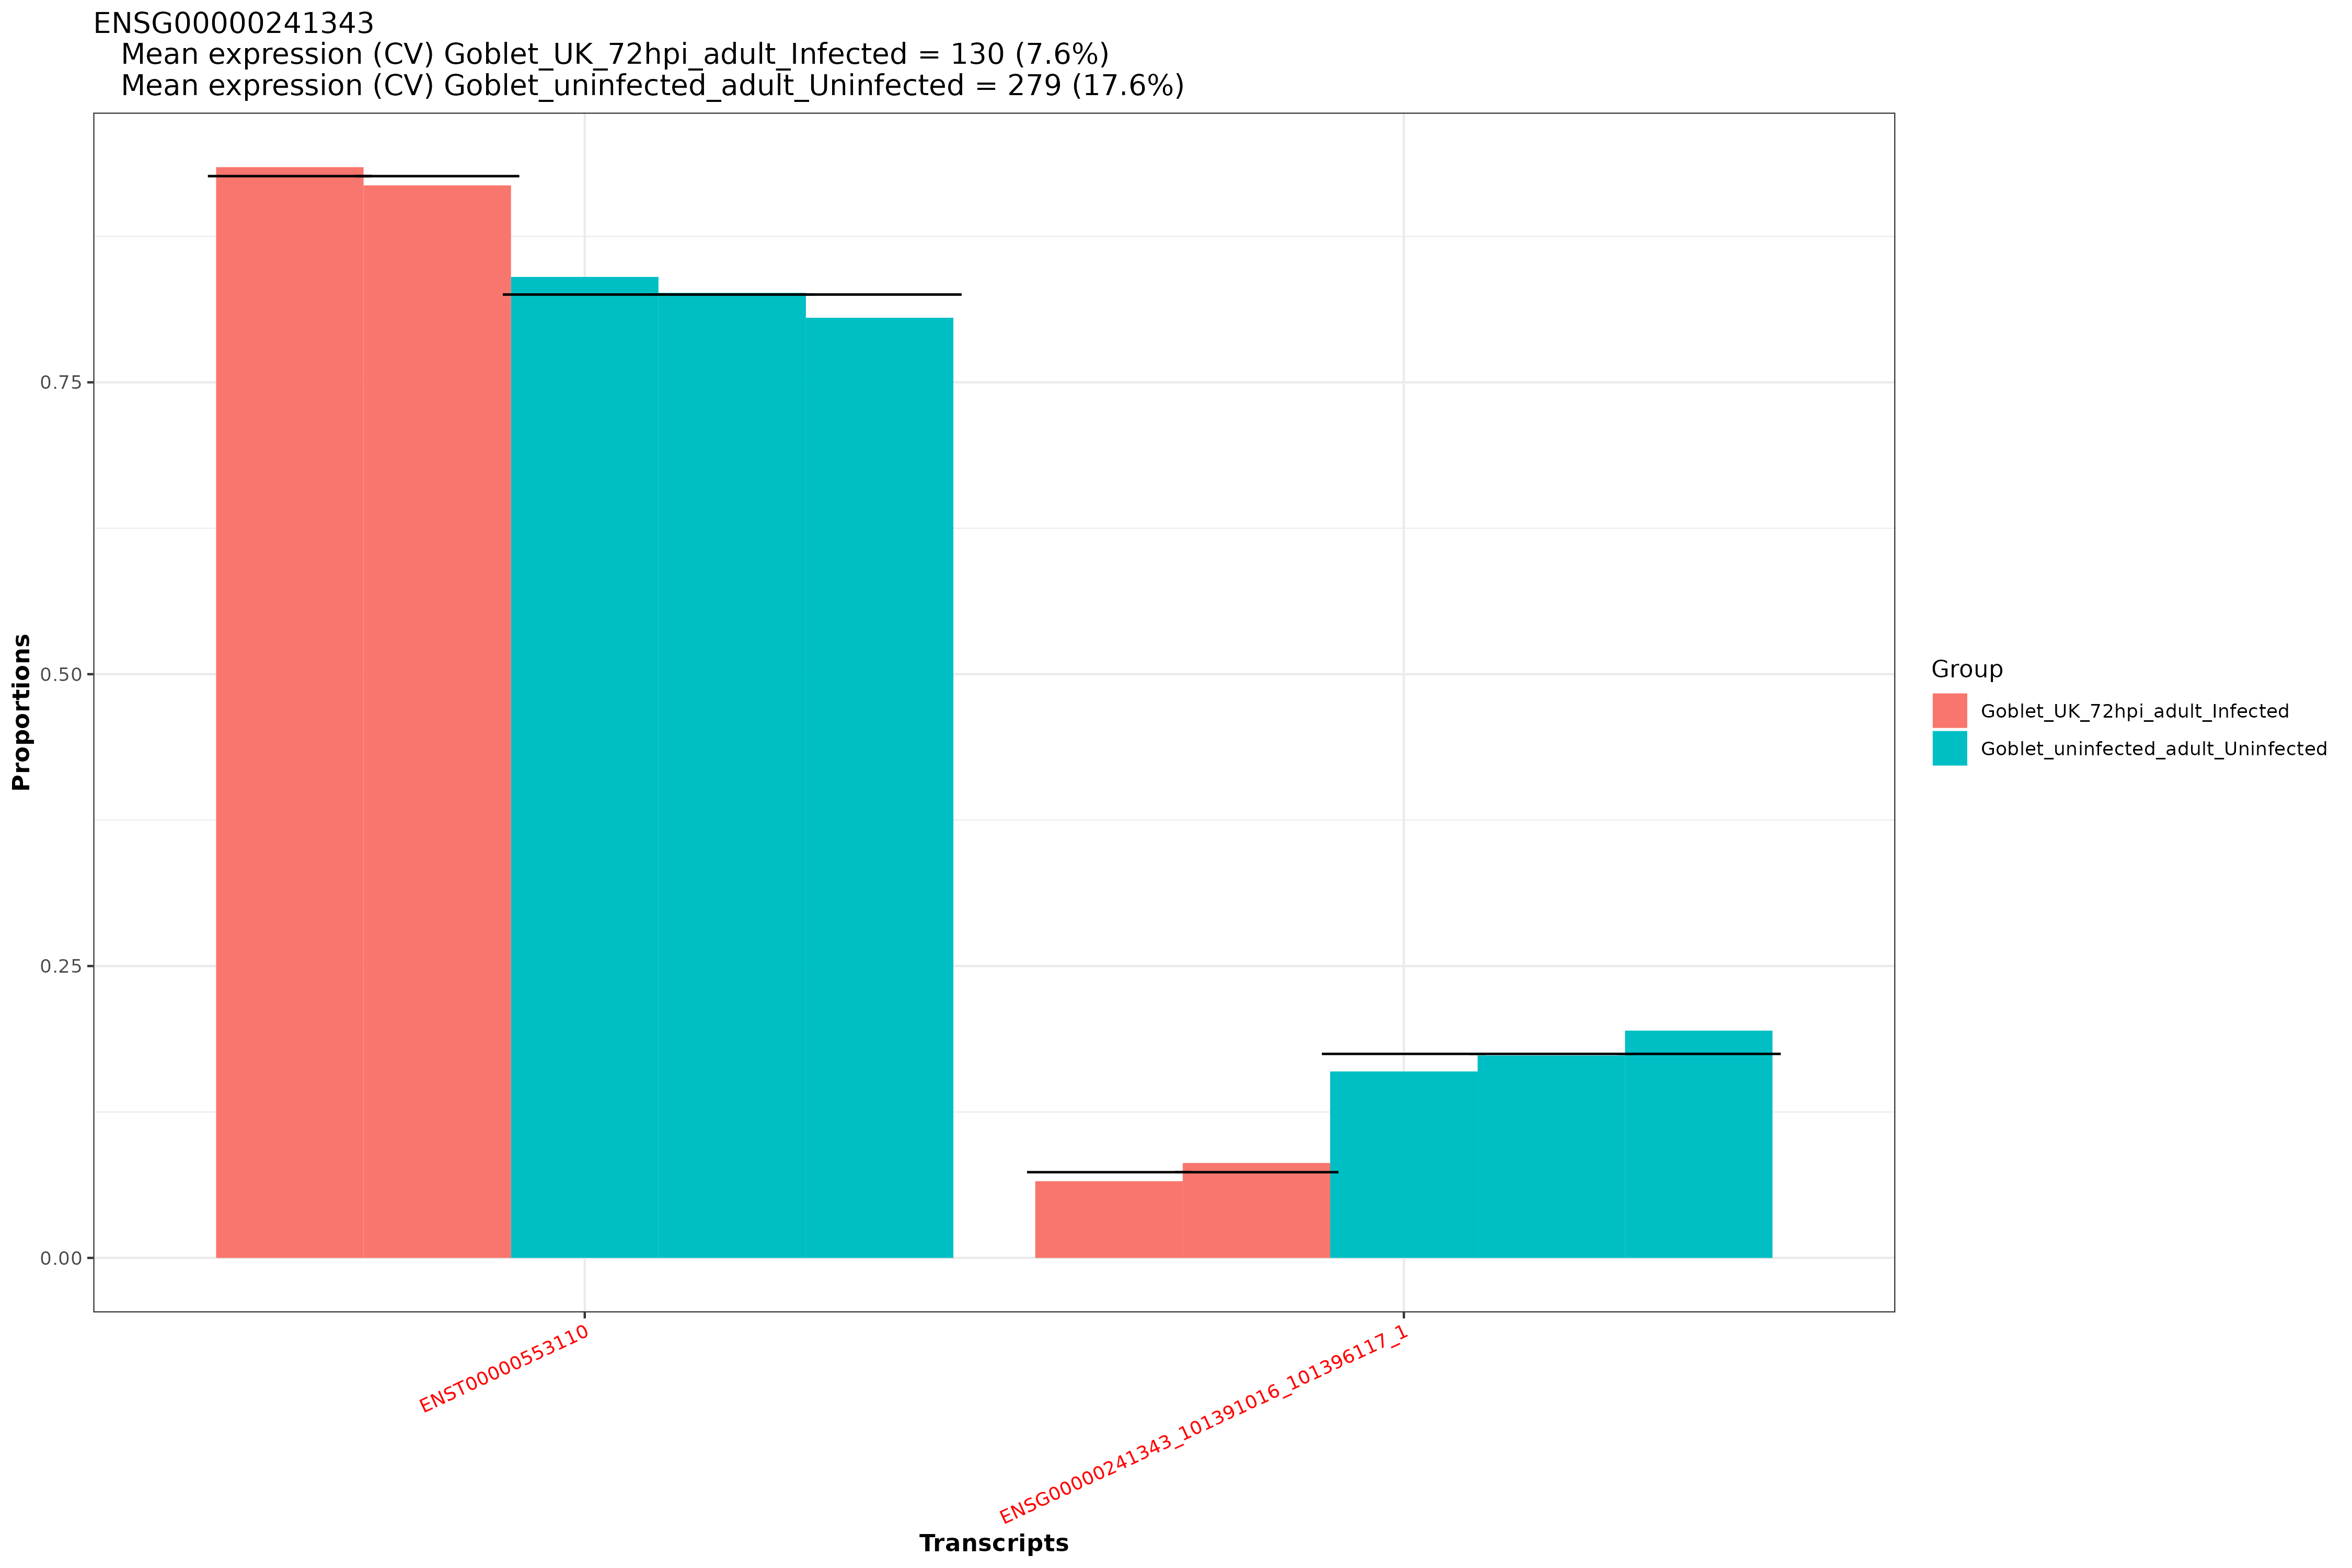 ENSG00000241343
Mean expression (CV) Goblet_UK_72hpi_adult_Infected = 130 (7.6%)
Mean expression (CV) Goblet_uninfected_adult_Uninfected = 279 (17.6%)
Proportions
0.75
0.50
0.25
0.00
ENST00000553110
ENSG00000241343_101391016_101396117_1
Transcripts
Group
Goblet_UK_72hpi_adult_Infected
Goblet_uninfected_adult_Uninfected